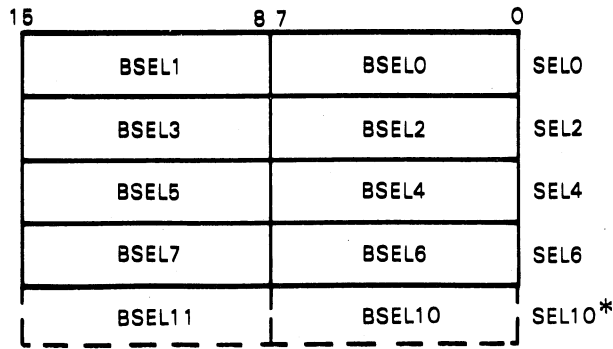 15 8 7 0
BSEL1 BSEL0 SEL0
BSEL3 BSEL2 SEL2
BSEL5 BSEL4 SEL4
BSEL7 BSEL6 SEL6
BSEL11 BSEL10 SEL10*